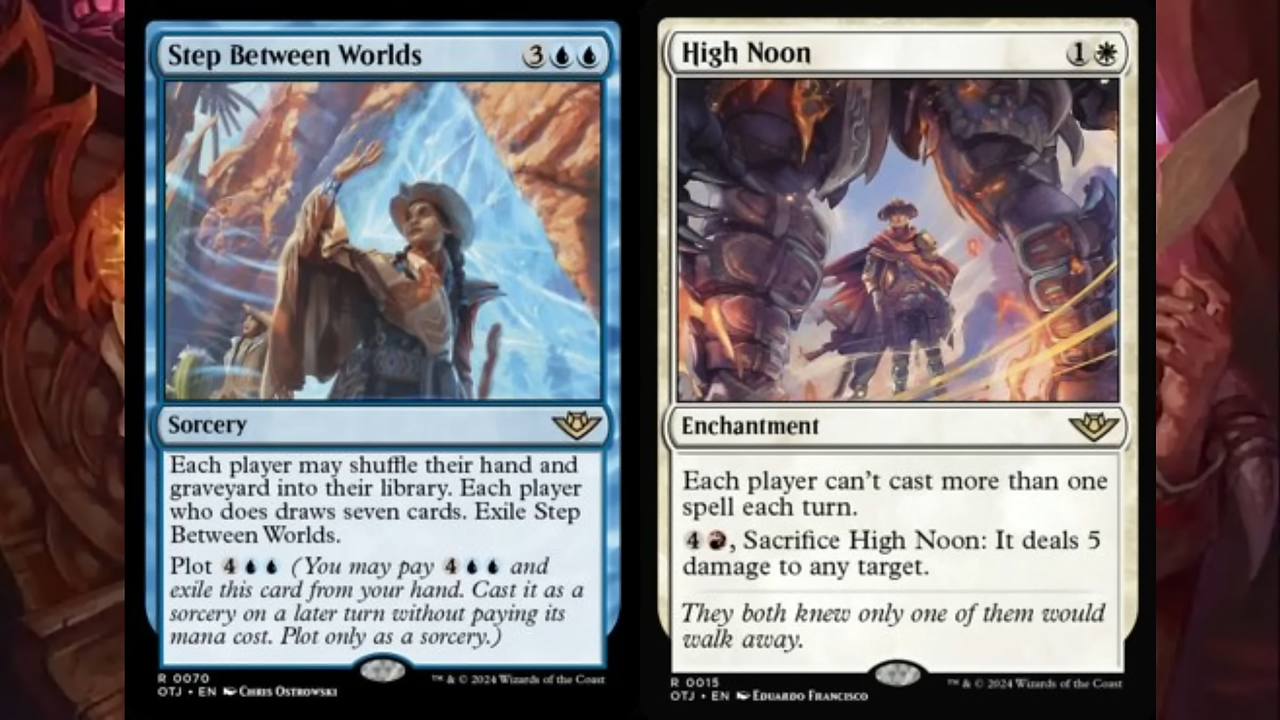 Step Between Worlds 3
Sorcery
Each player may shuffle their hand and
graveyard into their library. Each player
who does draws seven cards. Exile Step
Between Worlds.
Plot 4 (You may pay 4 and
exile this card from your hand. Cast it as a
sorcery on a later turn without paying its
mana cost. Plot only as a sorcery.)
R 0070
OTJ • EN Chris Ostrowski
™ & © 2024 Wizards of the Coast
High Noon 1
Enchantment
Each player can't cast more than one
spell each turn.
4 , Sacrifice High Noon: It deals 5
damage to any target.
They both knew only one of them would
walk away.
R 0015
OTJ • EN Eduardo Francisco
™ & © 2024 Wizards of the Coast